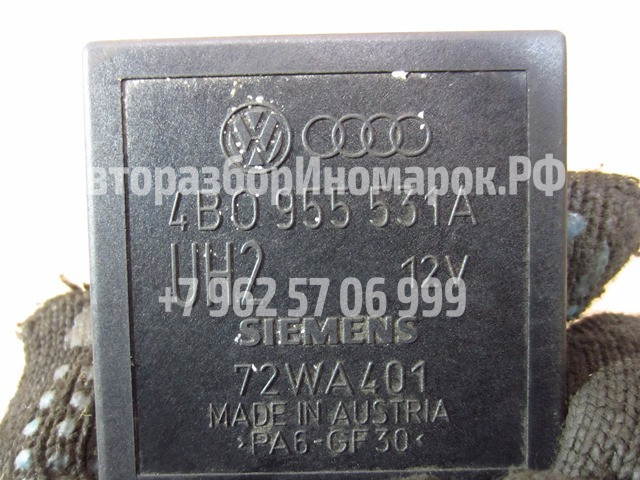 VW
вторазборИномарок.РФ
4B0 955 531A
UH2 12V
+7 962 57 06 999
SIEMENS
72WA401
MADE IN AUSTRIA
>PA6-GF30<